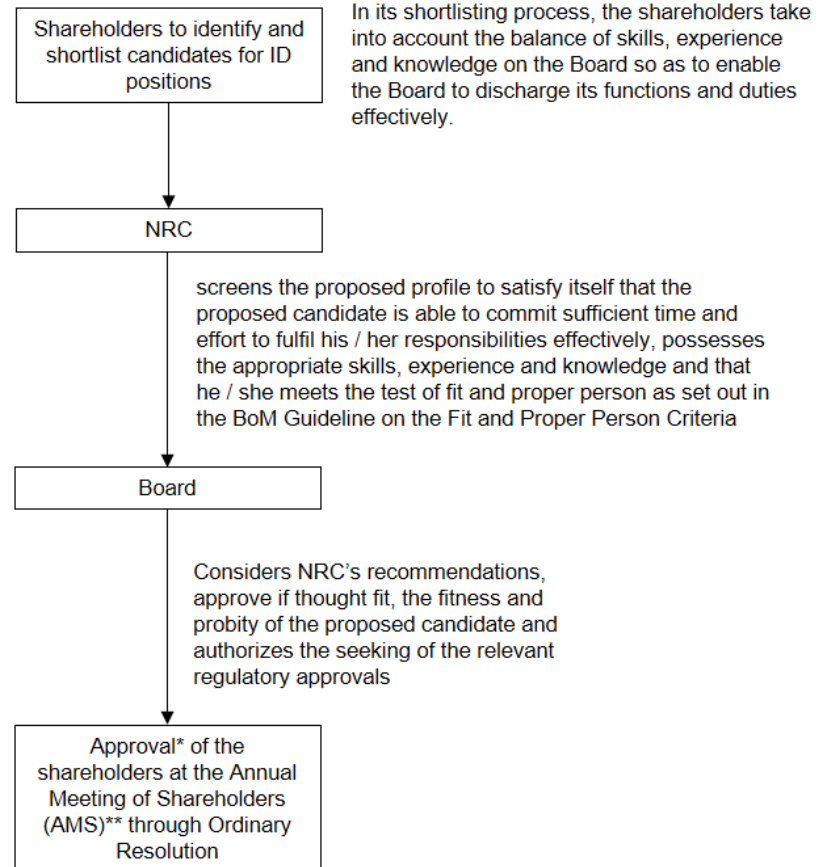 Shareholders to identify and
shortlist candidates for ID
positions
In its shortlisting process, the shareholders take
into account the balance of skills, experience
and knowledge on the Board so as to enable
the Board to discharge its functions and duties
effectively.
NRC
screens the proposed profile to satisfy itself that the
proposed candidate is able to commit sufficient time and
effort to fulfil his / her responsibilities effectively, possesses
the appropriate skills, experience and knowledge and that
he / she meets the test of fit and proper person as set out in
the BoM Guideline on the Fit and Proper Person Criteria
Board
Considers NRC’s recommendations,
approve if thought fit, the fitness and
probity of the proposed candidate and
authorizes the seeking of the relevant
regulatory approvals
Approval* of the
shareholders at the Annual
Meeting of Shareholders
(AMS)** through Ordinary
Resolution